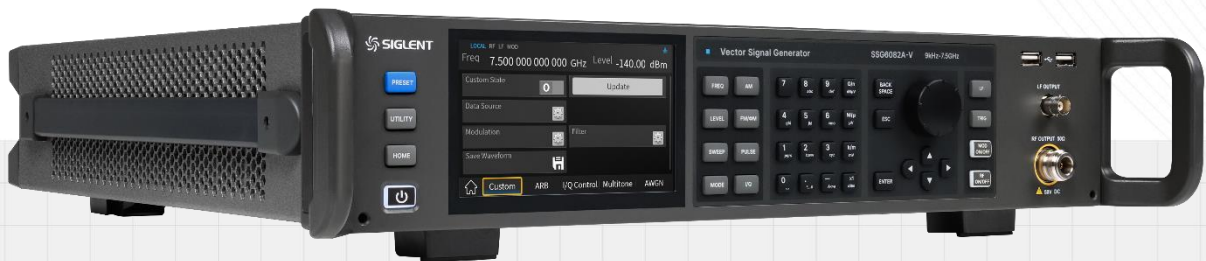 SIGLENT
LOCAL RF LF MOD
Freq 7.500 000 000 000 GHz Level -140.00 dBm
Custom State 0 Update
Data Source
Modulation Filter
Save Waveform
Custom ARB I/Q Control Multitone AWGN
PRESET
UTILITY
HOME
Vector Signal Generator SSG6082A-V 9kHz-7.5GHz
FREQ AM 7 8 9 BACK SPACE LF
LEVEL FM/ΦM 4 5 6 ESC TRIG
SWEEP PULSE 1 2 3 MOD ON/OFF
MODE I/Q 0 ENTER RF ON/OFF
LF OUTPUT
RF OUTPUT 50Ω
50V DC